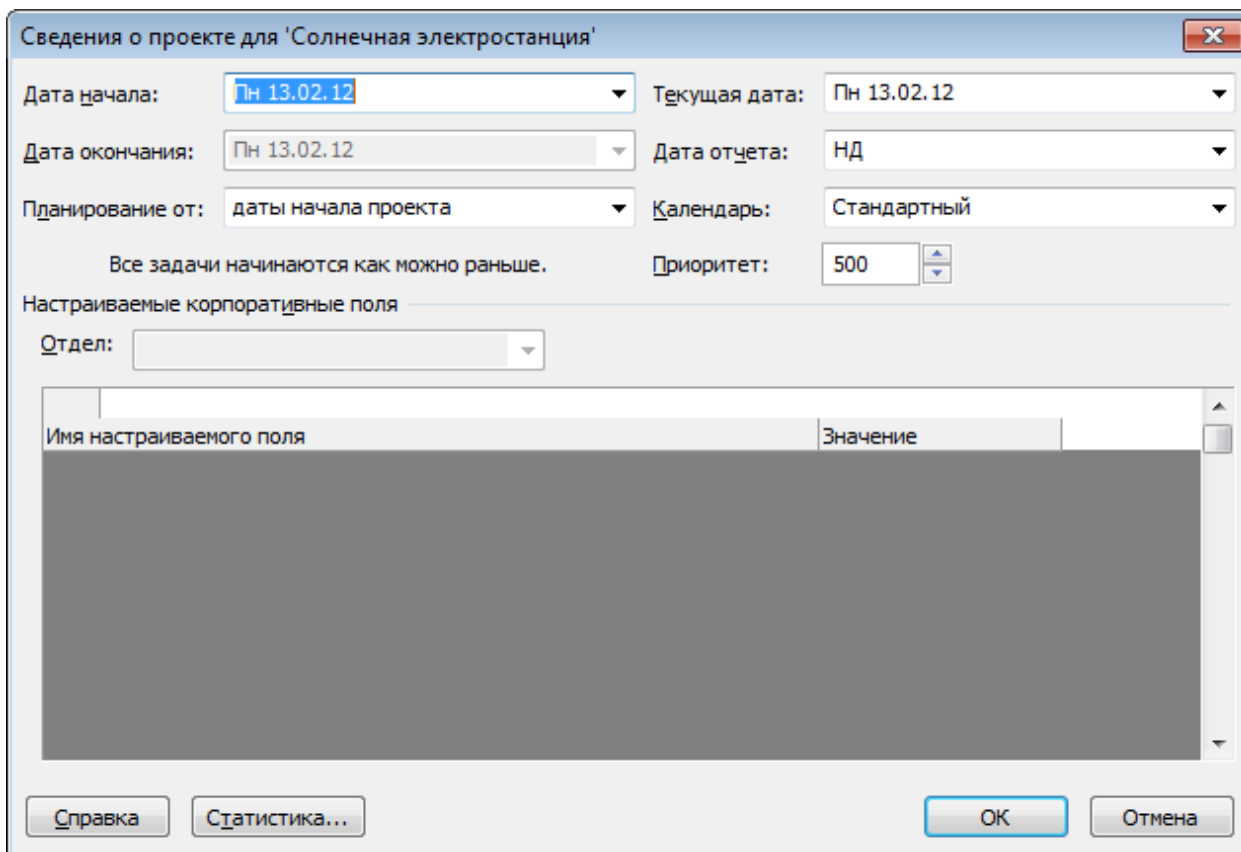 Сведения о проекте для 'Солнечная электростанция'
Дата начала: Пн 13.02.12 Текущая дата: Пн 13.02.12
Дата окончания: Пн 13.02.12 Дата отчета: НД
Планирование от: даты начала проекта Календарь: Стандартный
Все задачи начинаются как можно раньше. Приоритет: 500
Настраиваемые корпоративные поля
Отдел:
Имя настраиваемого поля Значение
Справка Статистика... ОК Отмена